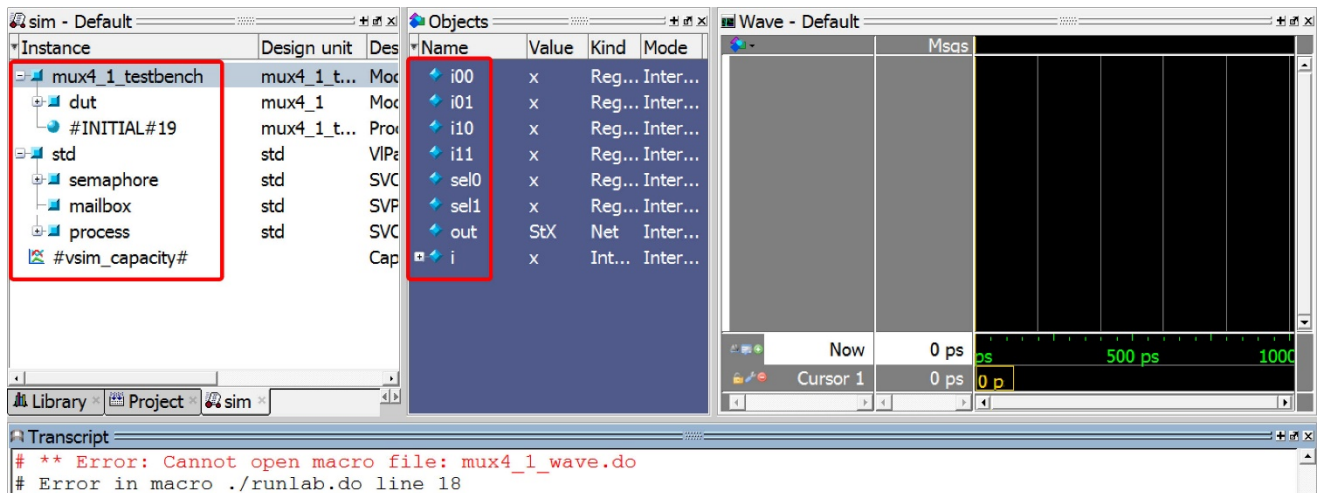 sim - Default
Instance Design unit Des
mux4_1_testbench mux4_1_t... Mod
dut mux4_1 Mod
#INITIAL#19 mux4_1_t... Pro
std std VlPa
semaphore std SVC
mailbox std SVP
process std SVC
#vsim_capacity# Cap
Library Project sim
Objects
Name Value Kind Mode
i00 x Reg... Inter...
i01 x Reg... Inter...
i10 x Reg... Inter...
i11 x Reg... Inter...
sel0 x Reg... Inter...
sel1 x Reg... Inter...
out StX Net Inter...
i x Int... Inter...
Wave - Default
Msgs
Now 0 ps ps 500 ps 1000
Cursor 1 0 ps 0 p
Transcript
# ** Error: Cannot open macro file: mux4_1_wave.do
# Error in macro ./runlab.do line 18